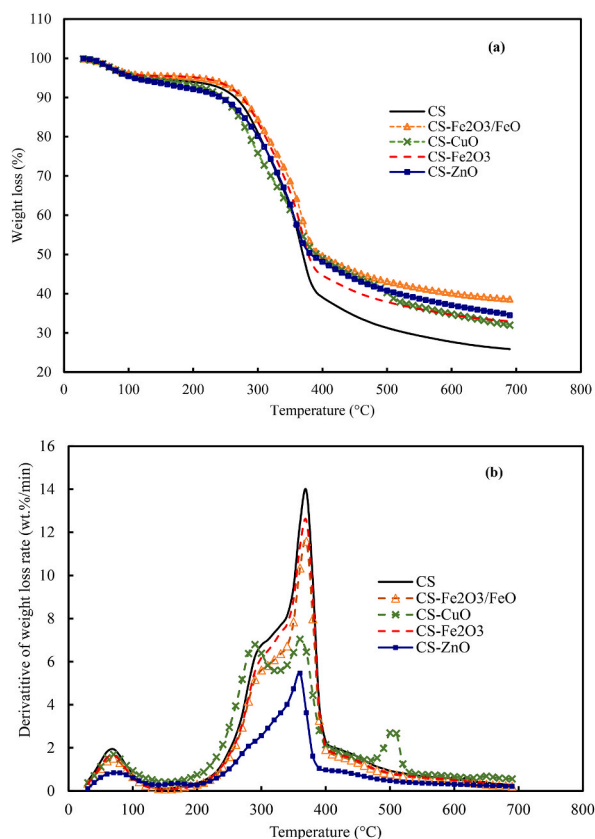 110
(a)
100
90
80
70
60
50
40
30
20
Weight loss (%)
CS
CS-Fe2O3/FeO
CS-CuO
CS-Fe2O3
CS-ZnO
0 100 200 300 400 500 600 700 800
Temperature (°C)
16
(b)
14
12
10
8
6
4
2
0
Derivatitive of weight loss rate (wt.%/min)
CS
CS-Fe2O3/FeO
CS-CuO
CS-Fe2O3
CS-ZnO
0 100 200 300 400 500 600 700 800
Temperature (°C)